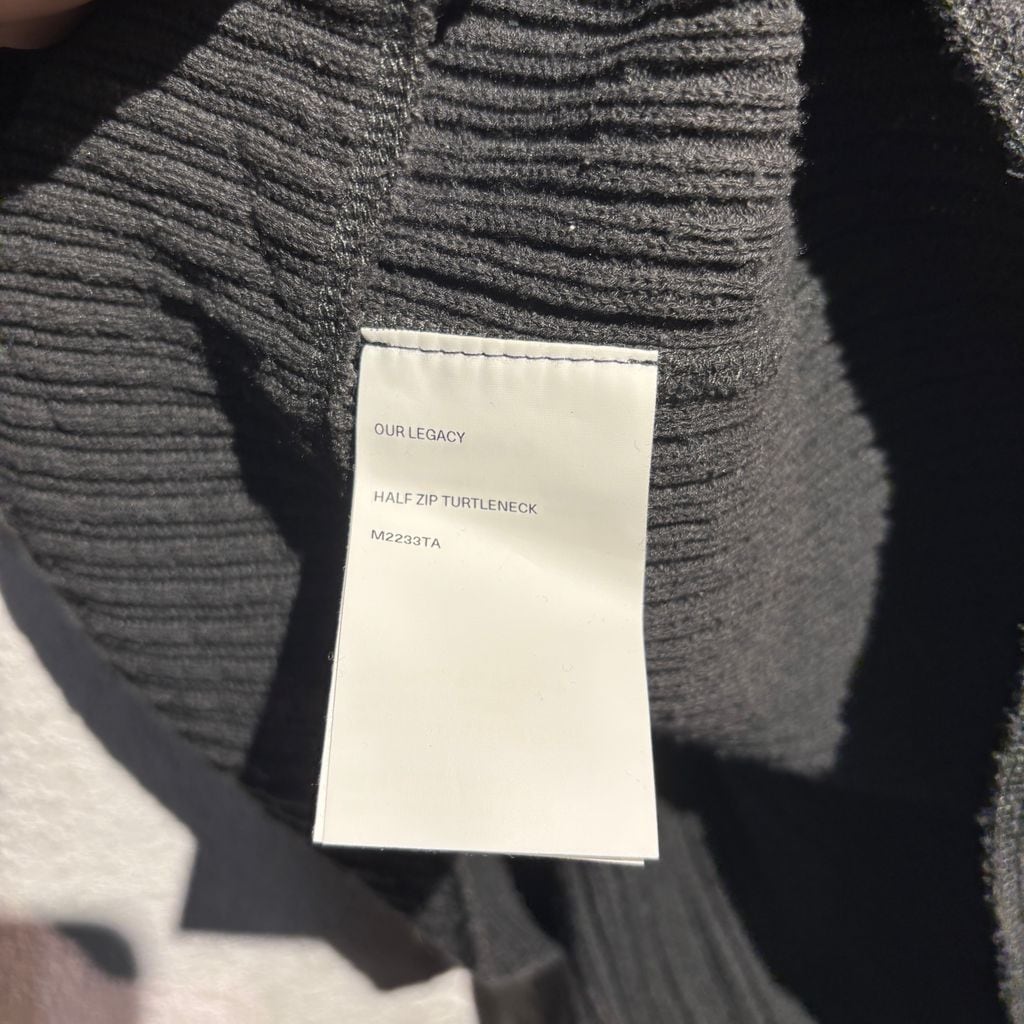 OUR LEGACY
HALF ZIP TURTLENECK
M2233TA